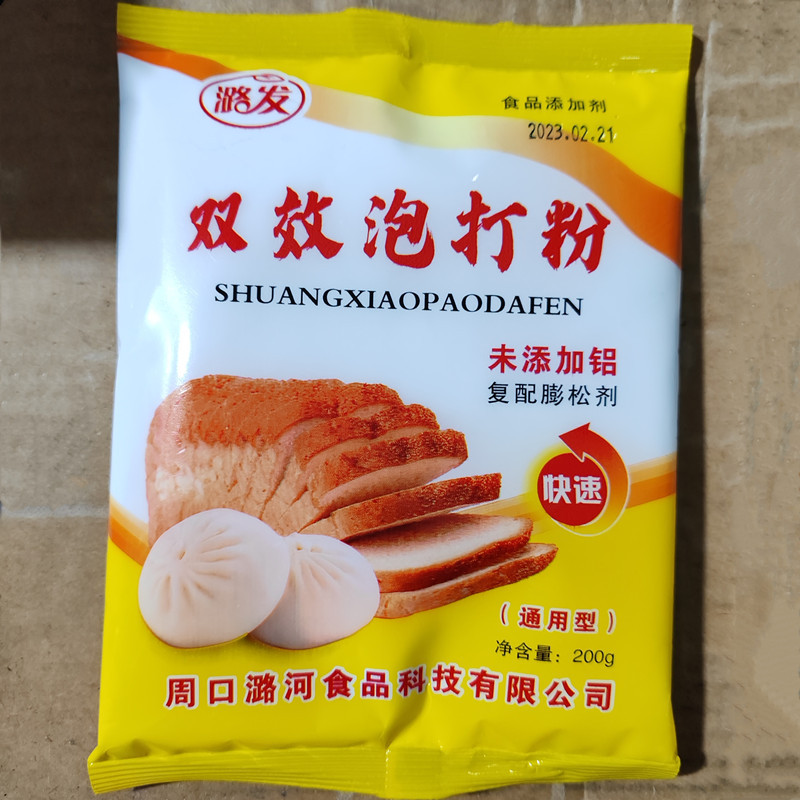 潞发
食品添加剂
2023.02.21
双效泡打粉
SHUANGXIAOPAODAFEN
未添加铝
复配膨松剂
快速
(通用型)
净含量：200g
周口潞河食品科技有限公司